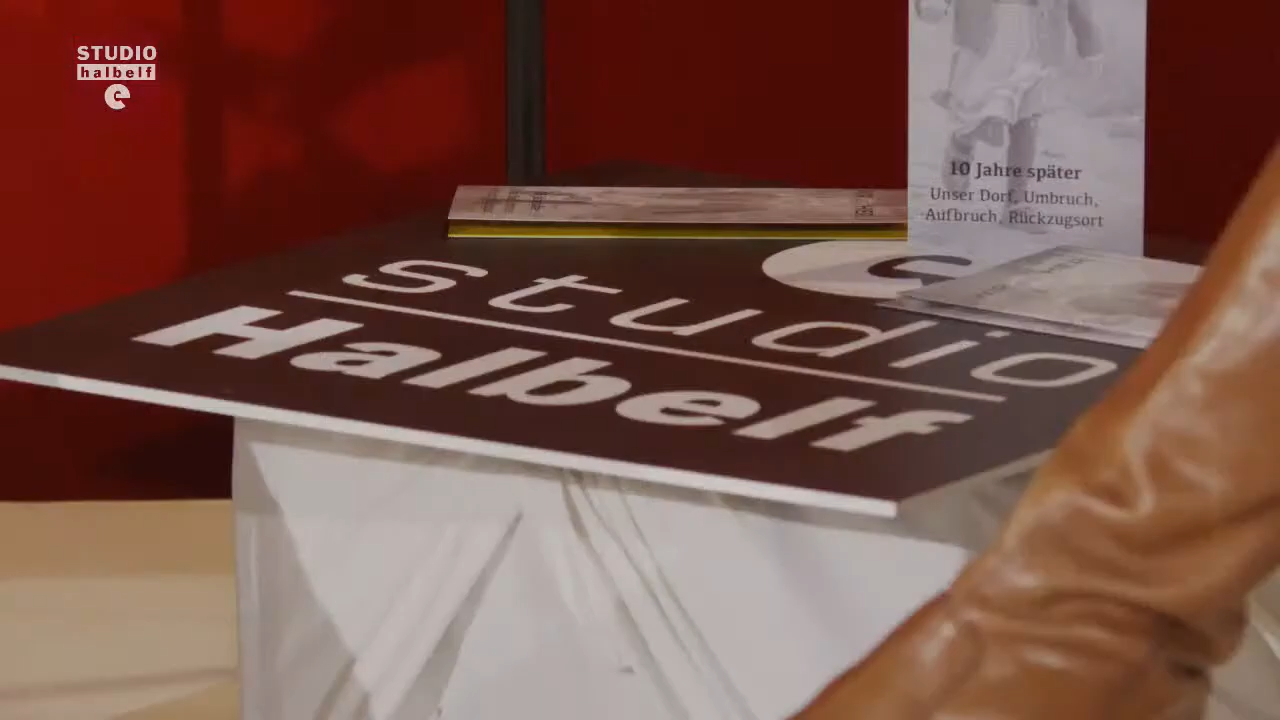 STUDIO
halbelf
10 Jahre später
Unser Dorf, Umbruch,
Aufbruch, Rückzugsort
studio
Halbelf